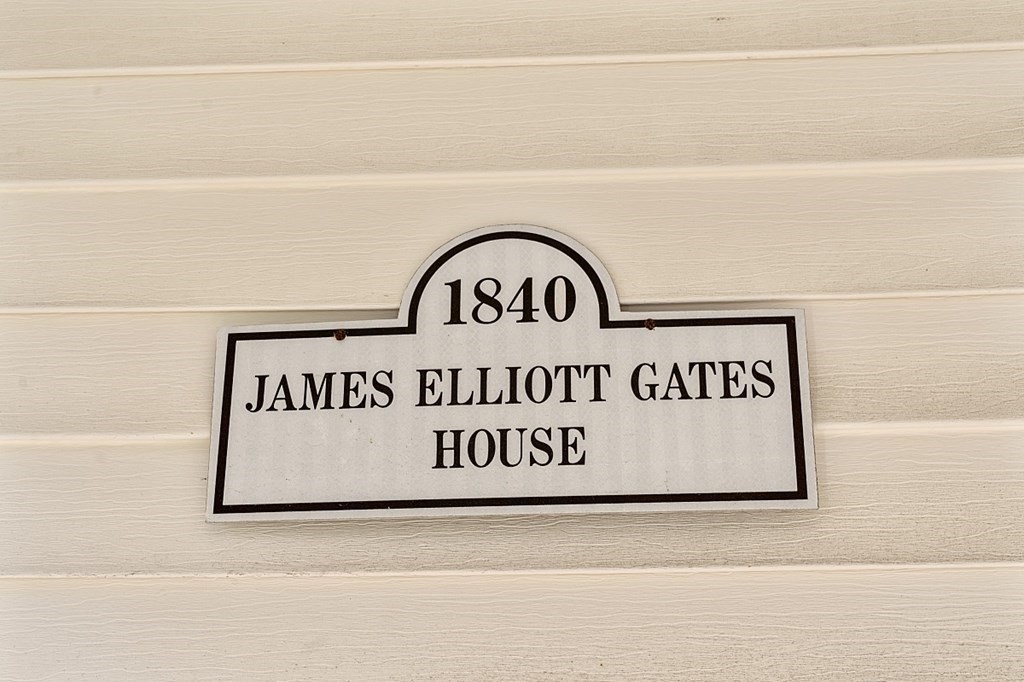 1840
JAMES ELLIOTT GATES
HOUSE